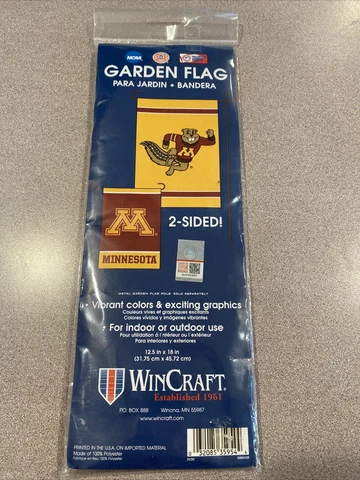 NCAA
GARDEN FLAG
PARA JARDIN • BANDERA
M
MINNESOTA
2-SIDED!
METAL GARDEN FLAG POLE SOLD SEPARATELY
• Vibrant colors & exciting graphics
Couleurs vives et graphiques excitants
Colores vívidos y imágenes vibrantes
• For indoor or outdoor use
Pour utilisation à l'intérieur ou l'extérieur
Para interiores y exteriores
12.5 in x 18 in
(31.75 cm x 45.72 cm)
WINCRAFT.
Established 1961
P.O. BOX 888 Winona, MN 55987
www.wincraft.com
PRINTED IN THE U.S.A. ON IMPORTED MATERIAL
Made of 100% Polyester